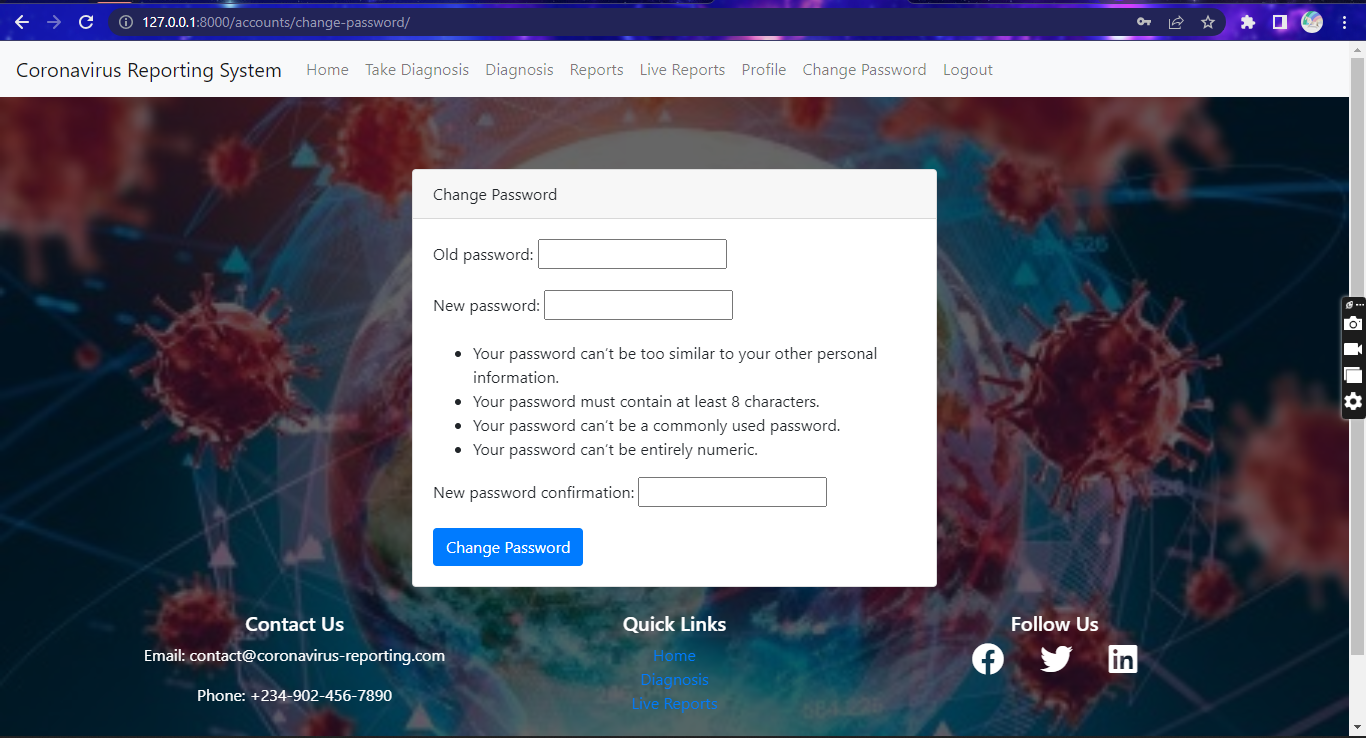 127.0.0.1:8000/accounts/change-password/
Coronavirus Reporting System Home Take Diagnosis Diagnosis Reports Live Reports Profile Change Password Logout
Change Password
Old password:
New password:
Your password can't be too similar to your other personal
information.
Your password must contain at least 8 characters.
Your password can't be a commonly used password.
Your password can't be entirely numeric.
New password confirmation:
Change Password
Contact Us
Email: contact@coronavirus-reporting.com
Phone: +234-902-456-7890
Quick Links
Home
Diagnosis
Live Reports
Follow Us